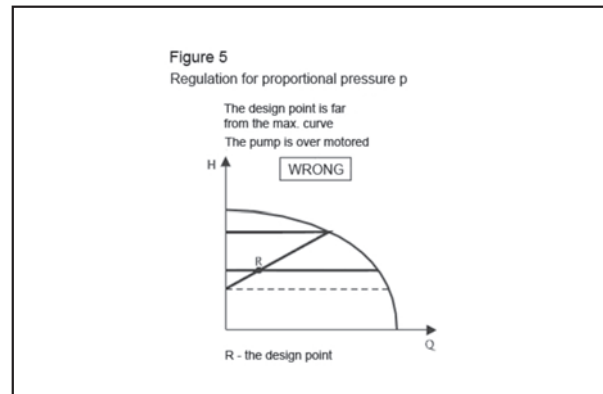 Figure 5
Regulation for proportional pressure p
The design point is far
from the max. curve
The pump is over motored
H
WRONG
R
Q
R - the design point